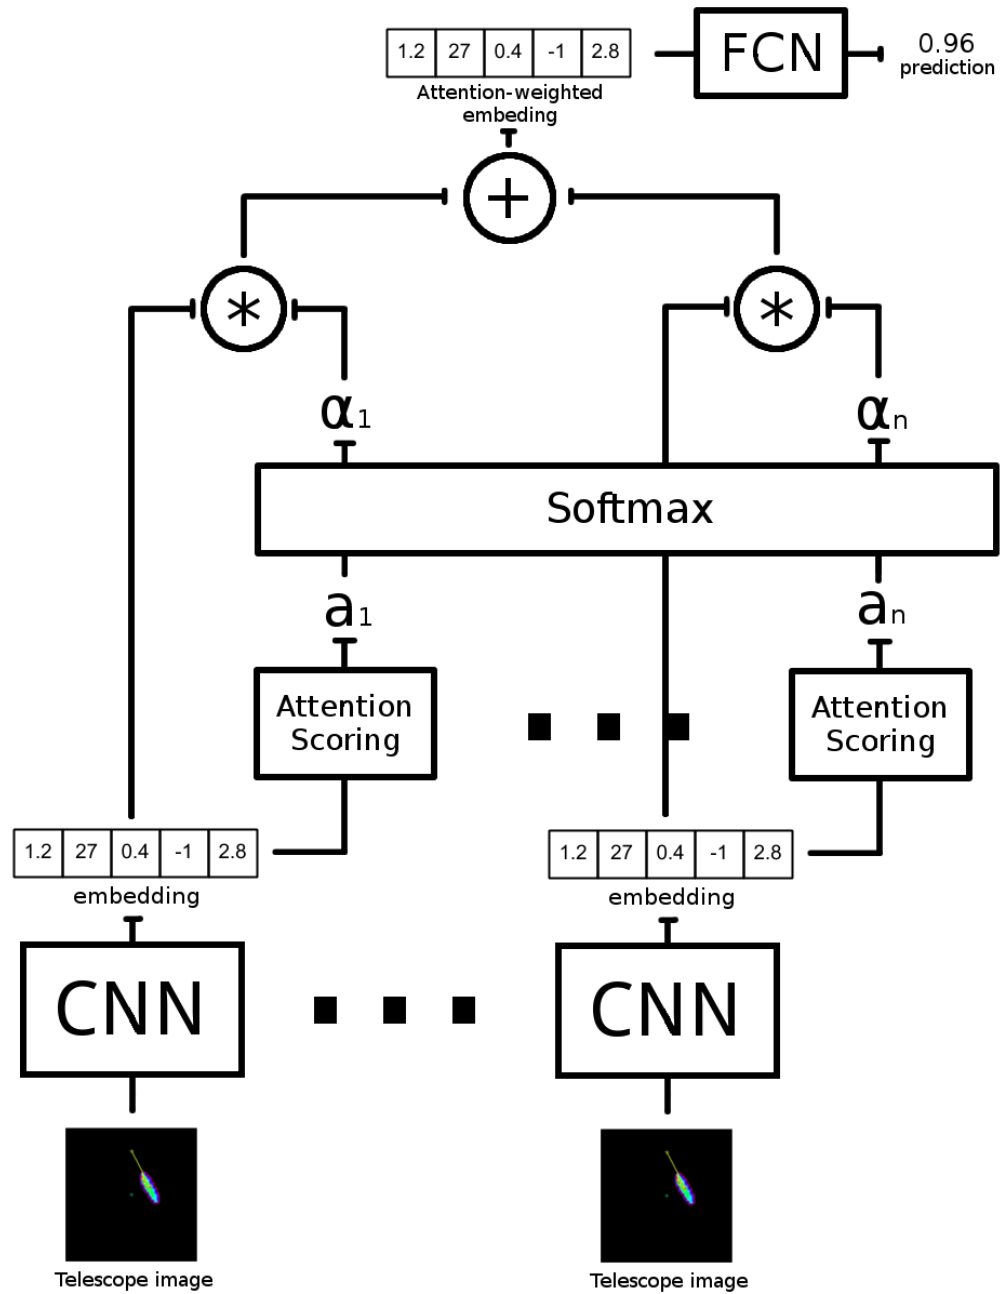 1.2 27 0.4 -1 2.8
FCN
0.96
prediction
Attention-weighted
embeding
+
* *
α1 αn
Softmax
a1 an
Attention
Scoring
Attention
Scoring
1.2 27 0.4 -1 2.8
embedding
1.2 27 0.4 -1 2.8
embedding
CNN CNN
Telescope image Telescope image